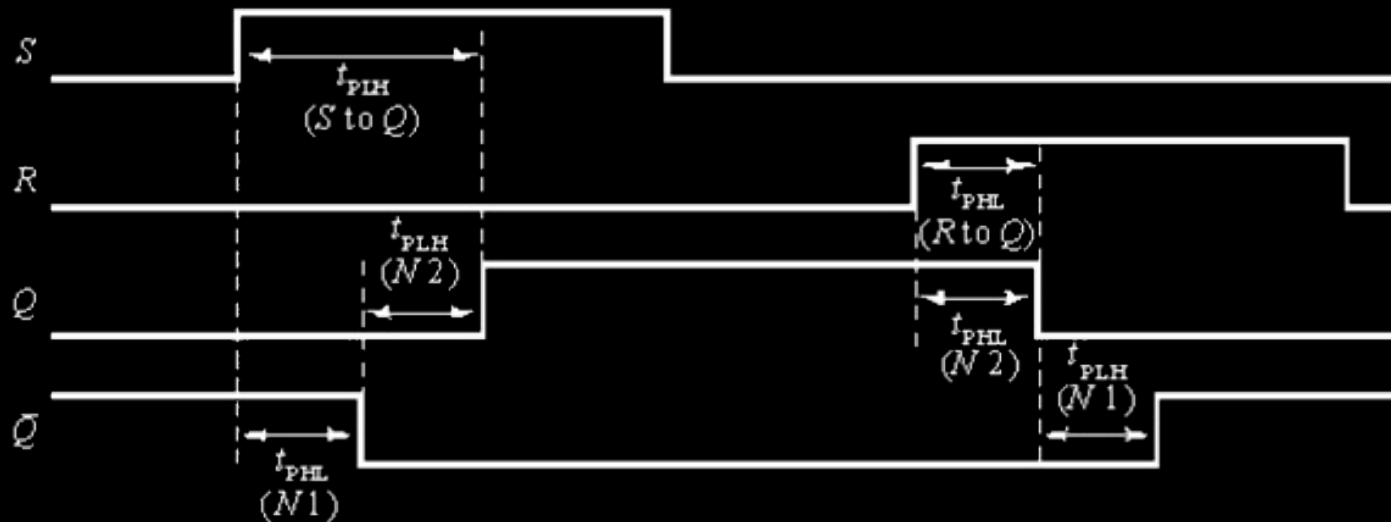 S
t_PLH
(S to Q)
R
t_PHL
(R to Q)
t_PLH
(N2)
Q
t_PHL
(N2)
t_PLH
(N1)
Q̄
t_PHL
(N1)